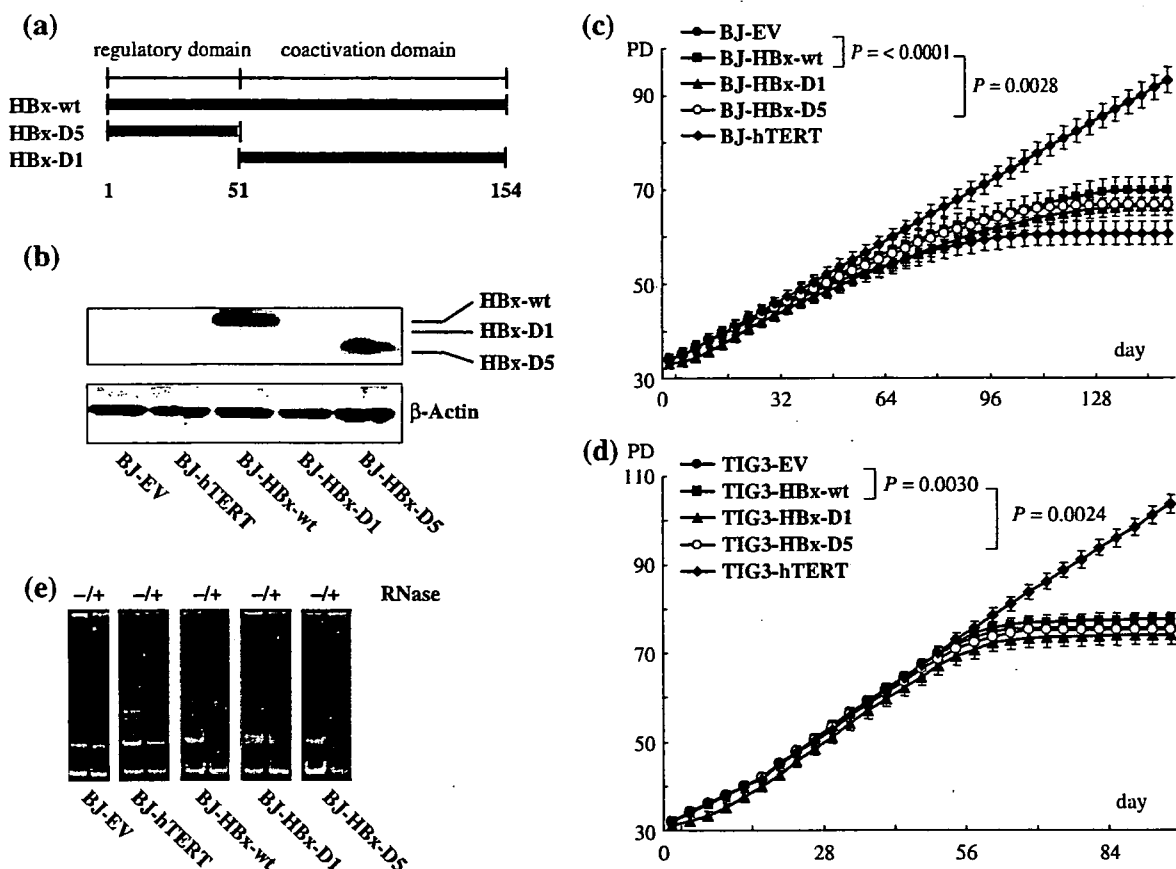 (a)
regulatory domain coactivation domain
HBx-wt
HBx-D5
HBx-D1
1 51 154
(b)
HBx-wt
HBx-D1
HBx-D5
β-Actin
BJ-EV
BJ-hTERT
BJ-HBx-wt
BJ-HBx-D1
BJ-HBx-D5
(e)
–/+ –/+ –/+ –/+ –/+ RNase
BJ-EV
BJ-hTERT
BJ-HBx-wt
BJ-HBx-D1
BJ-HBx-D5
(c)
PD
BJ-EV
BJ-HBx-wt
BJ-HBx-D1
BJ-HBx-D5
BJ-hTERT
P = < 0.0001
P = 0.0028
90
70
50
30
day
0 32 64 96 128
(d)
PD
110
TIG3-EV
TIG3-HBx-wt
TIG3-HBx-D1
TIG3-HBx-D5
TIG3-hTERT
P = 0.0030
P = 0.0024
90
70
50
30
day
0 28 56 84